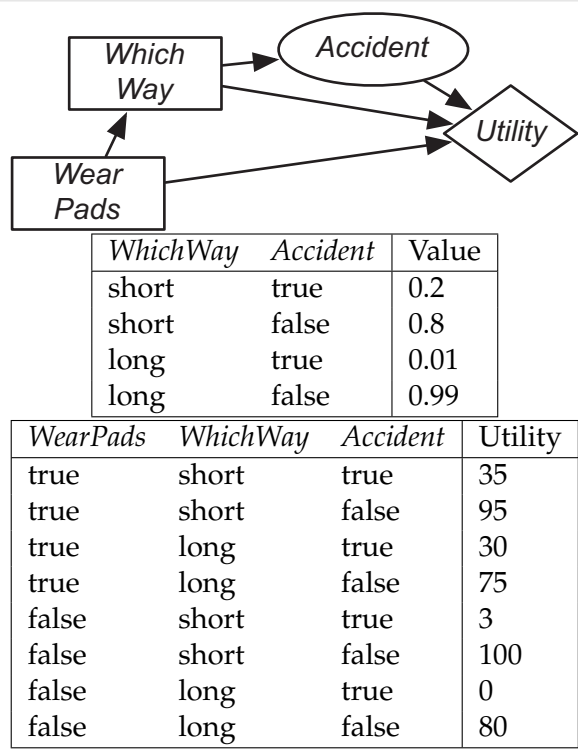 Which
Way
Accident
Utility
Wear
Pads
WhichWay Accident Value
short true 0.2
short false 0.8
long true 0.01
long false 0.99
WearPads WhichWay Accident Utility
true short true 35
true short false 95
true long true 30
true long false 75
false short true 3
false short false 100
false long true 0
false long false 80